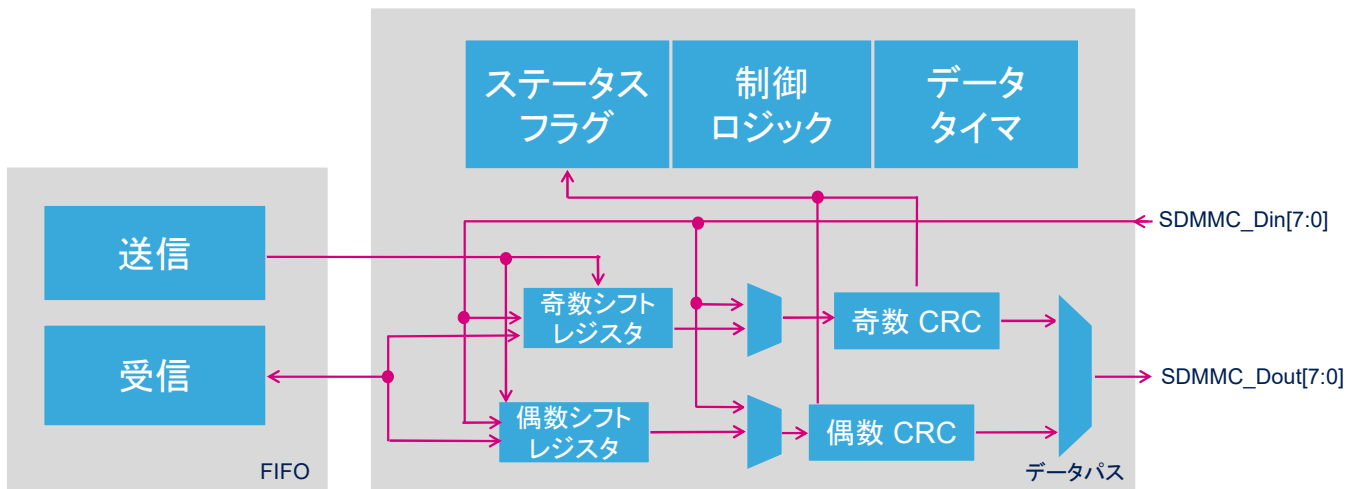 ステータス
フラグ
制御
ロジック
データ
タイマ
送信
受信
FIFO
SDMMC_Din[7:0]
奇数シフト
レジスタ
奇数 CRC
偶数シフト
レジスタ
偶数 CRC
SDMMC_Dout[7:0]
データパス